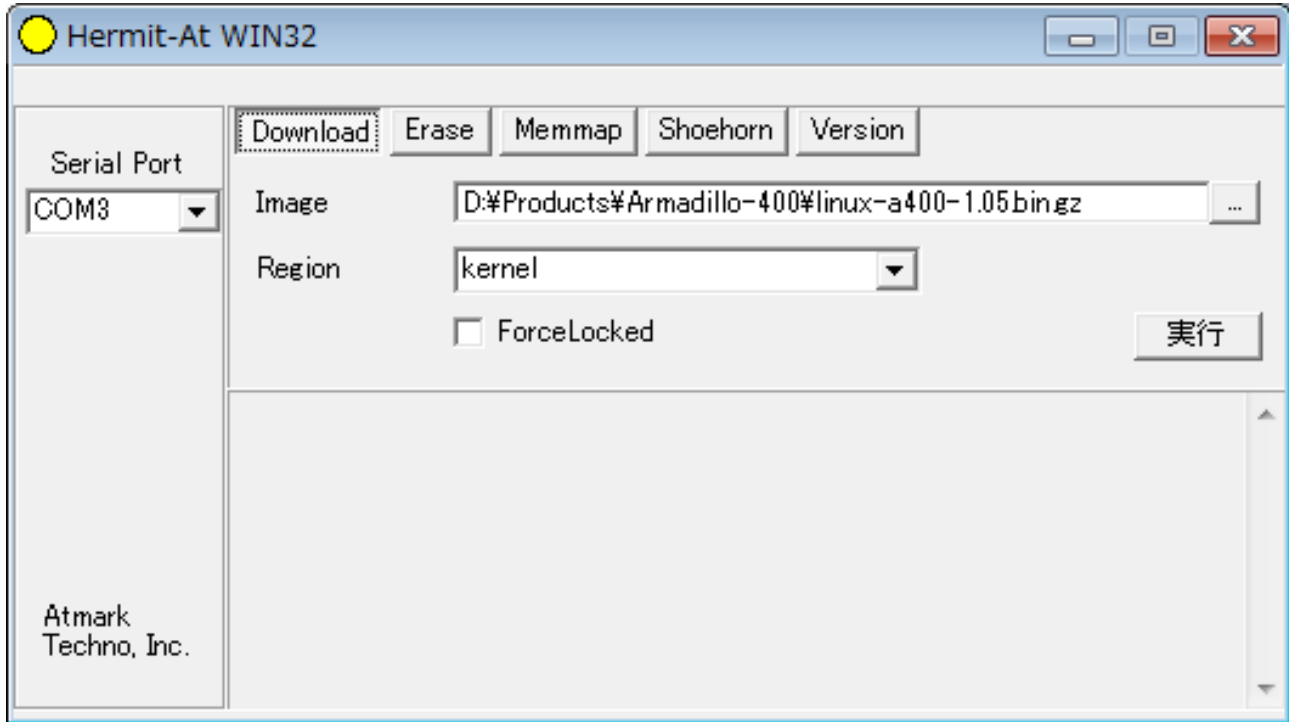 Hermit-At WIN32
Serial Port
COM3
Download Erase Memmap Shoehorn Version
Image D:¥Products¥Armadillo-400¥linux-a400-1.05.bin.gz ...
Region kernel
ForceLocked
実行
Atmark
Techno, Inc.